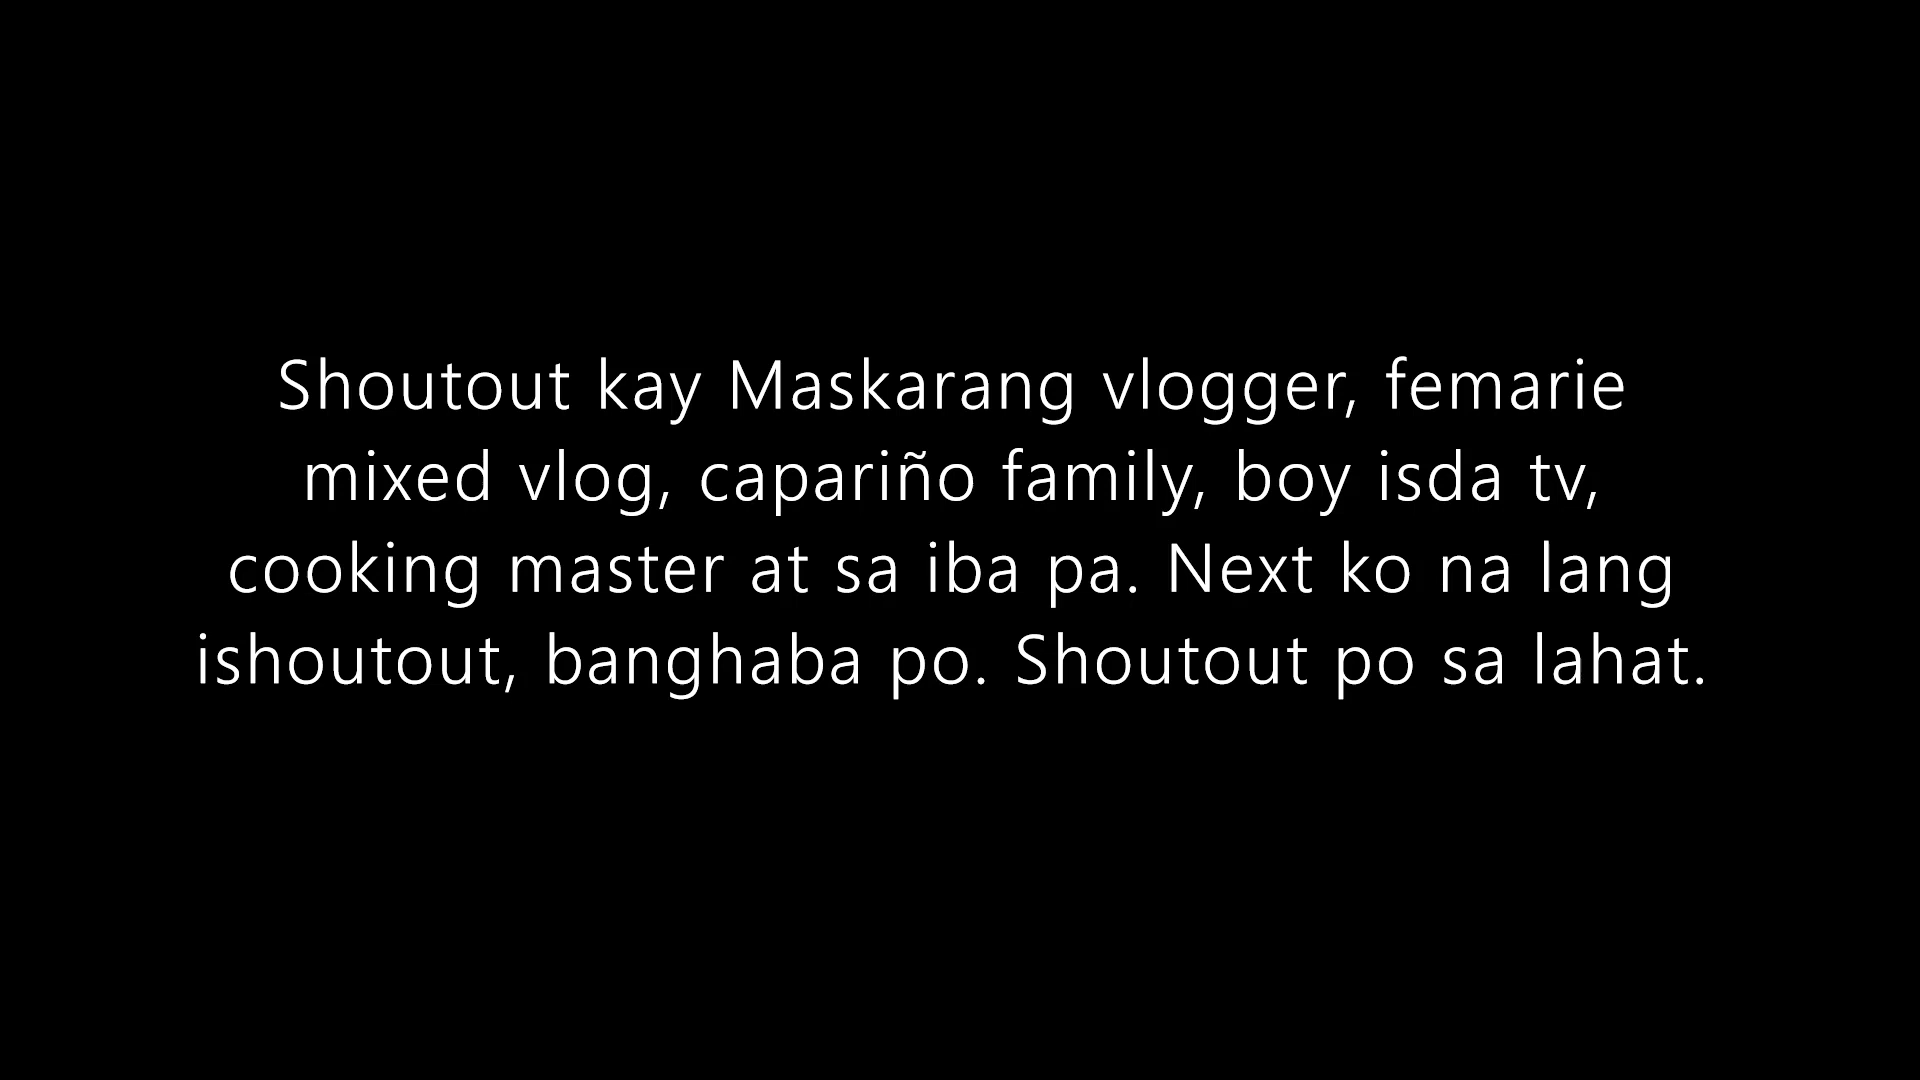 Shoutout kay Maskarang vlogger, femarie
mixed vlog, capariño family, boy isda tv,
cooking master at sa iba pa. Next ko na lang
ishoutout, banghaba po. Shoutout po sa lahat.